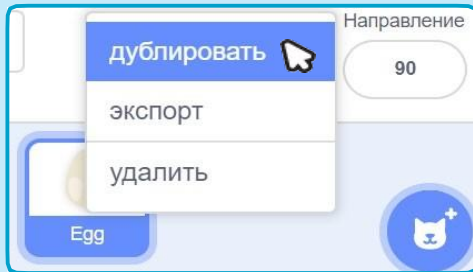 Направление
дублировать
90
экспорт
удалить
Egg